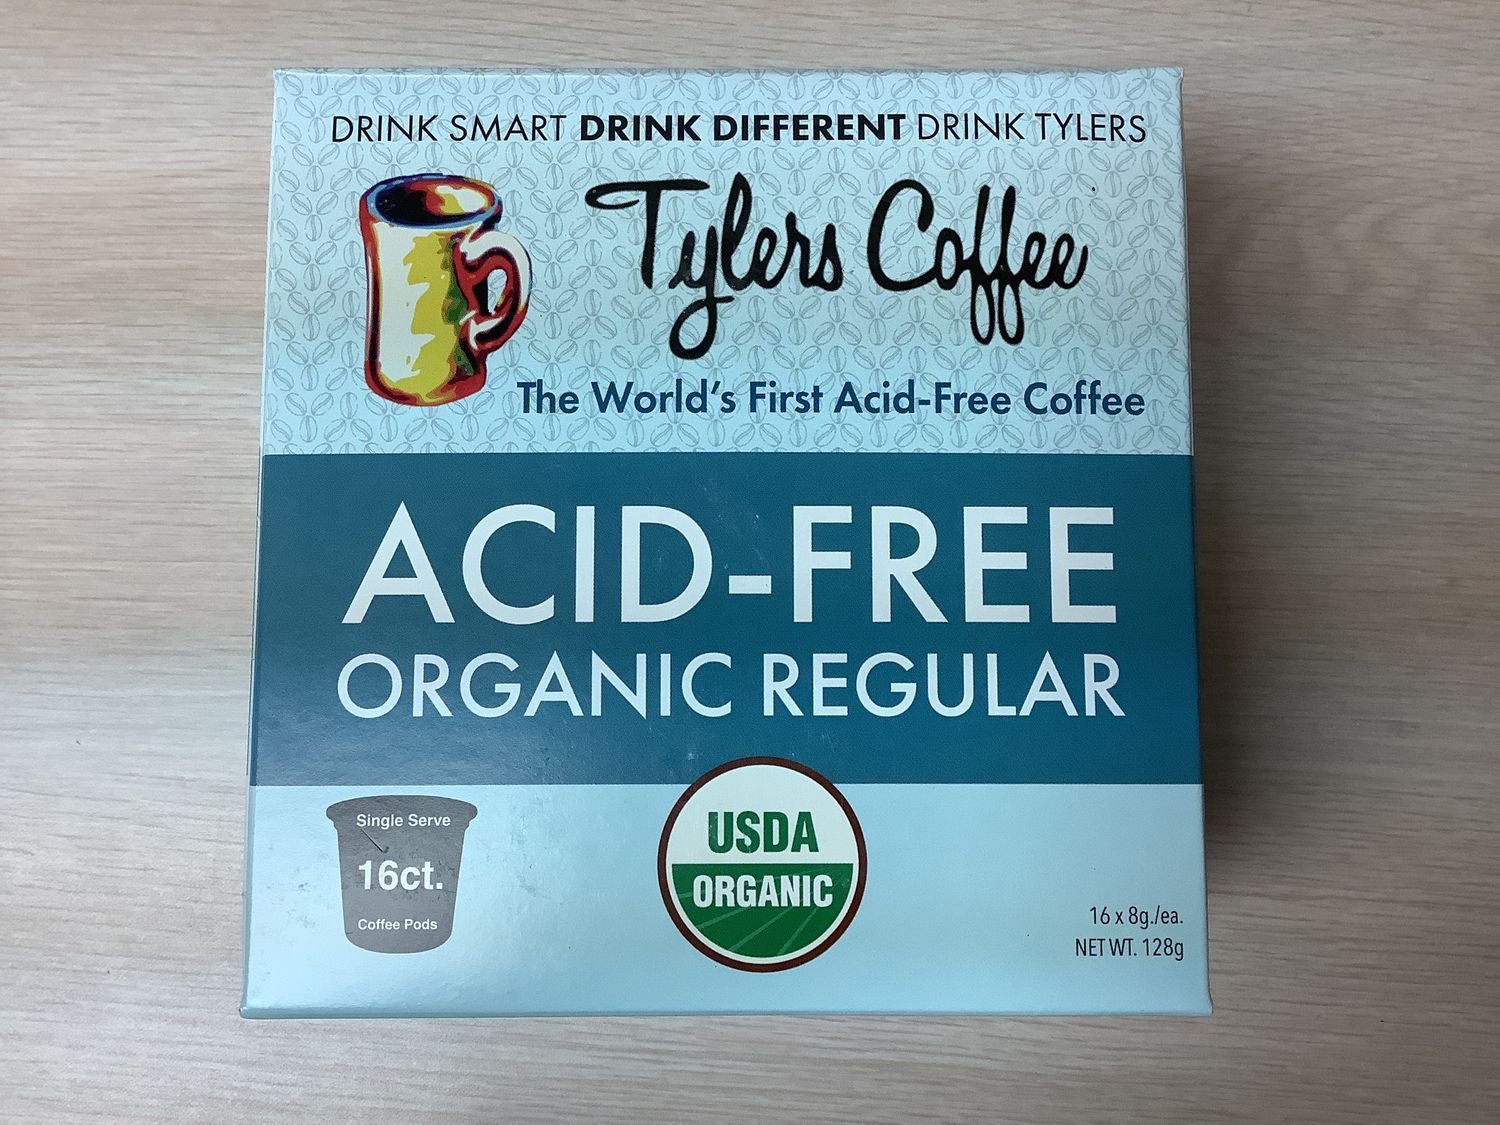 DRINK SMART DRINK DIFFERENT DRINK TYLERS
Tylers Coffee
The World's First Acid-Free Coffee
ACID-FREE
ORGANIC REGULAR
Single Serve
16ct.
Coffee Pods
USDA
ORGANIC
16 x 8g./ea.
NET WT. 128g